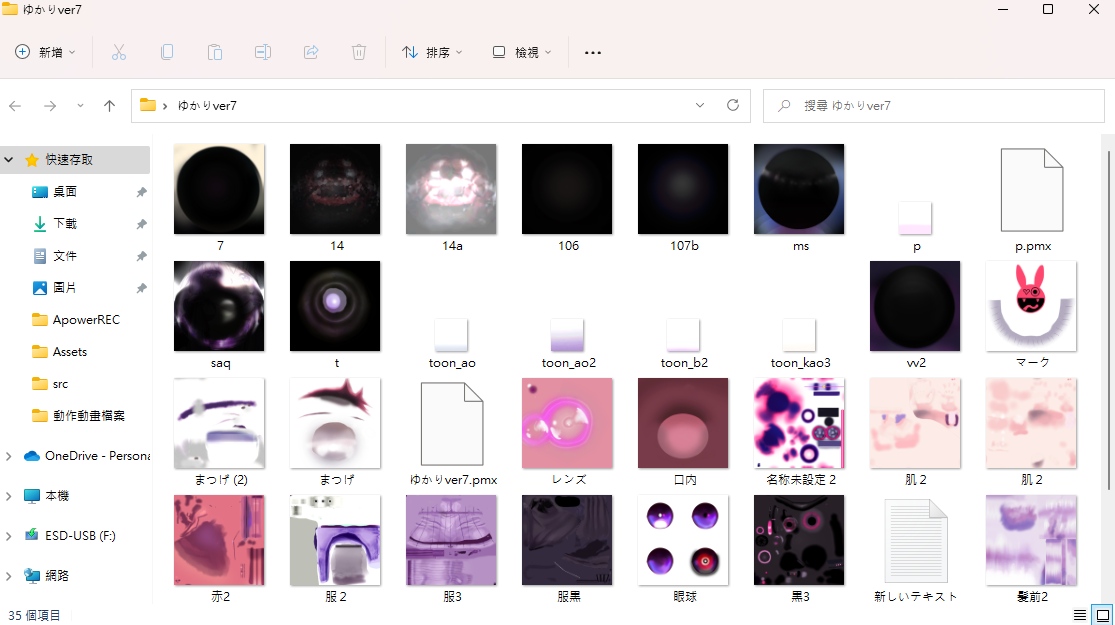 ゆかりver7
新增
排序
檢視
ゆかりver7
搜尋 ゆかりver7
快速存取
桌面
下載
文件
圖片
ApowerREC
Assets
src
動作動畫檔案
OneDrive - Persona
本機
ESD-USB (F:)
網路
7
14
14a
106
107b
ms
p
p.pmx
saq
t
toon_ao
toon_ao2
toon_b2
toon_kao3
vv2
マーク
まつげ (2)
まつげ
ゆかりver7.pmx
レンズ
口内
名称未設定 2
肌 2
肌２
赤2
服 2
服3
服黒
眼球
黒3
新しいテキスト
髪前2
35 個項目